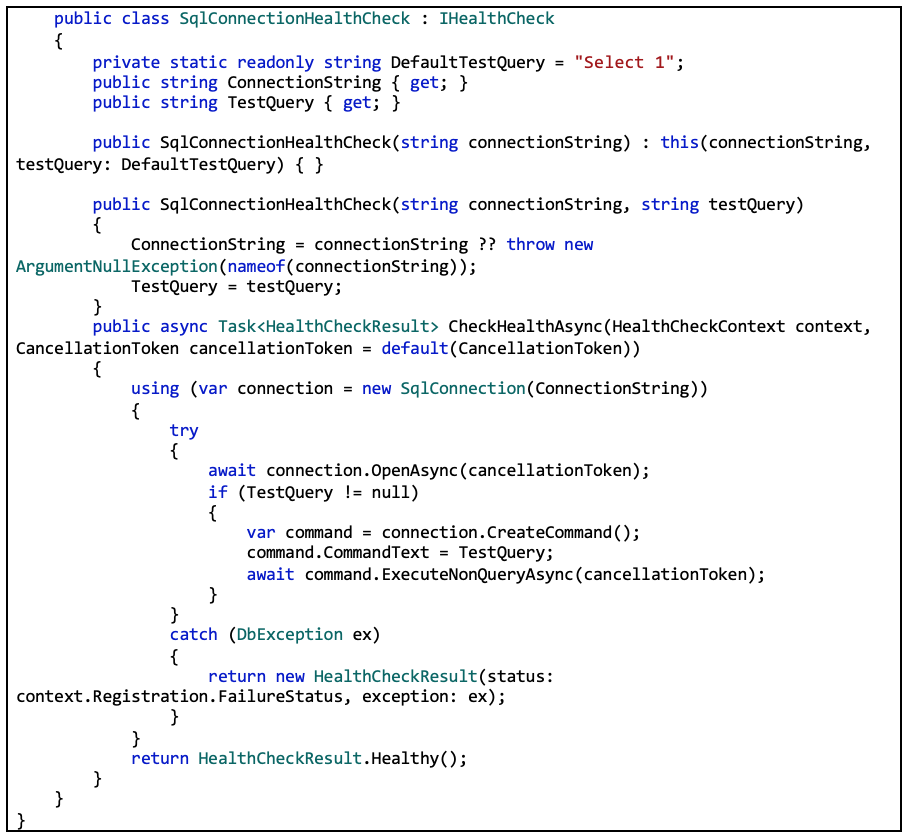 public class SqlConnectionHealthCheck : IHealthCheck
{
private static readonly string DefaultTestQuery = "Select 1";
public string ConnectionString { get; }
public string TestQuery { get; }
public SqlConnectionHealthCheck(string connectionString) : this(connectionString,
testQuery: DefaultTestQuery) { }
public SqlConnectionHealthCheck(string connectionString, string testQuery)
{
ConnectionString = connectionString ?? throw new
ArgumentNullException(nameof(connectionString));
TestQuery = testQuery;
}
public async Task<HealthCheckResult> CheckHealthAsync(HealthCheckContext context,
CancellationToken cancellationToken = default(CancellationToken))
{
using (var connection = new SqlConnection(ConnectionString))
{
try
{
await connection.OpenAsync(cancellationToken);
if (TestQuery != null)
{
var command = connection.CreateCommand();
command.CommandText = TestQuery;
await command.ExecuteNonQueryAsync(cancellationToken);
}
}
catch (DbException ex)
{
return new HealthCheckResult(status:
context.Registration.FailureStatus, exception: ex);
}
}
return HealthCheckResult.Healthy();
}
}
}